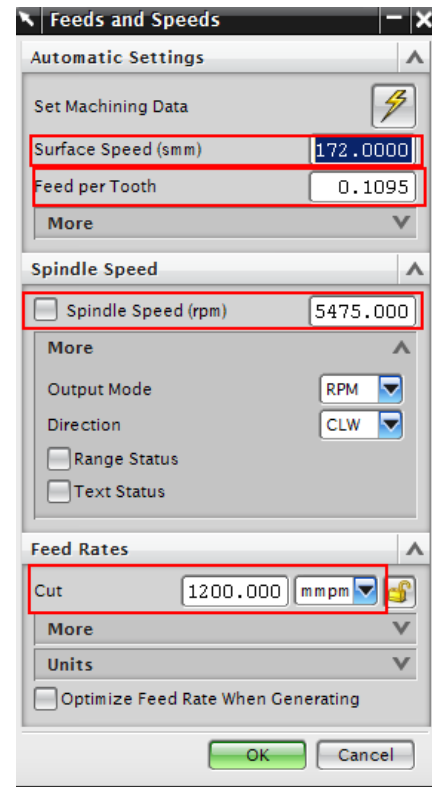 Feeds and Speeds
Automatic Settings
Set Machining Data
Surface Speed (smm) 172.0000
Feed per Tooth 0.1095
More
Spindle Speed
Spindle Speed (rpm) 5475.000
More
Output Mode RPM
Direction CLW
Range Status
Text Status
Feed Rates
Cut 1200.000 mmpm
More
Units
Optimize Feed Rate When Generating
OK Cancel